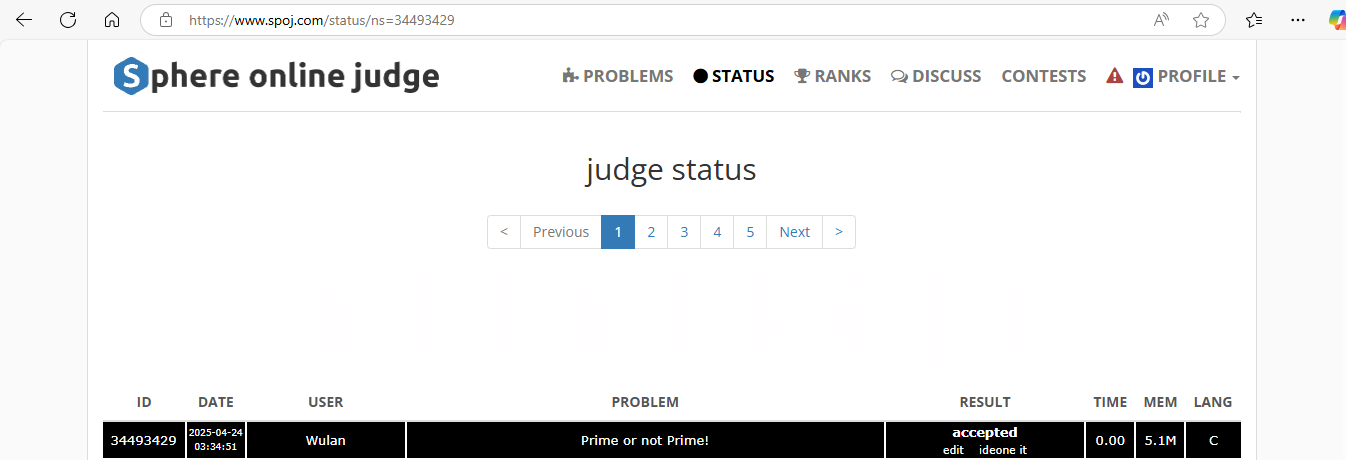 https://www.spoj.com/status/ns=34493429
Sphere online judge
PROBLEMS STATUS RANKS DISCUSS CONTESTS PROFILE
judge status
< Previous 1 2 3 4 5 Next >
ID DATE USER PROBLEM RESULT TIME MEM LANG
34493429 2025-04-24 03:34:51 Wulan Prime or not Prime! accepted edit ideone it 0.00 5.1M C